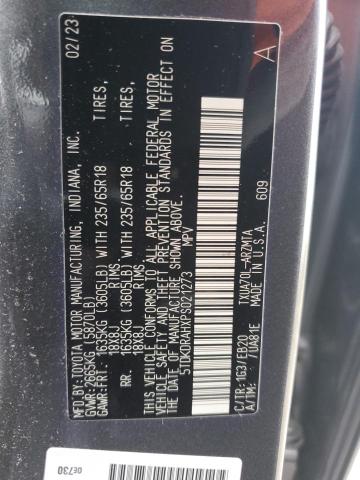 MFD.BY:TOYOTA MOTOR MANUFACTURING, INDIANA, INC. 02/23
GVWR:2665KG(5870LB)
GAWR:FRT. 1635KG(3605LB) WITH 235/65R18 TIRES,
18X8J RIMS
RR. 1635KG(3605LB) WITH 235/65R18 TIRES,
18X8J RIMS
THIS VEHICLE CONFORMS TO ALL APPLICABLE FEDERAL MOTOR
VEHICLE SAFETY AND THEFT PREVENTION STANDARDS IN EFFECT ON
THE DATE OF MANUFACTURE SHOWN ABOVE. A
5TDKDRAHXPS021273 MPV
609
C/TR:1G3/EB20 TXUA70L-ARZMTA
A/TM: /UA81E MADE IN U.S.A.
0E730